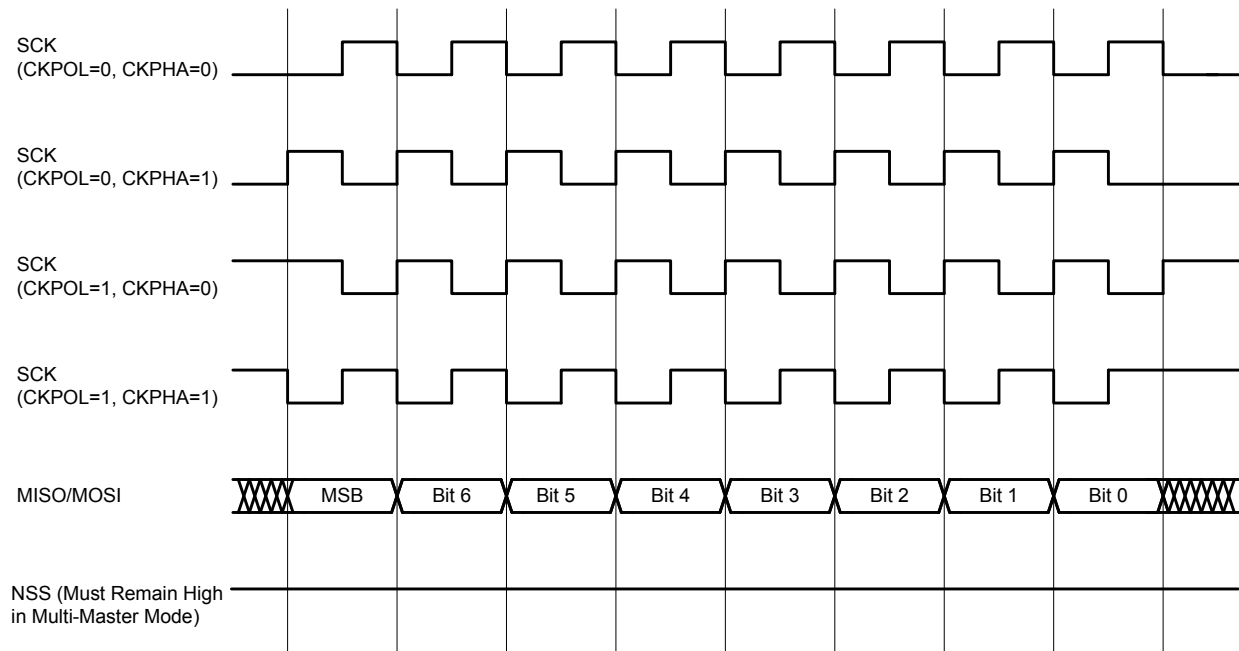 SCK
(CKPOL=0, CKPHA=0)
SCK
(CKPOL=0, CKPHA=1)
SCK
(CKPOL=1, CKPHA=0)
SCK
(CKPOL=1, CKPHA=1)
MISO/MOSI MSB Bit 6 Bit 5 Bit 4 Bit 3 Bit 2 Bit 1 Bit 0
NSS (Must Remain High
in Multi-Master Mode)